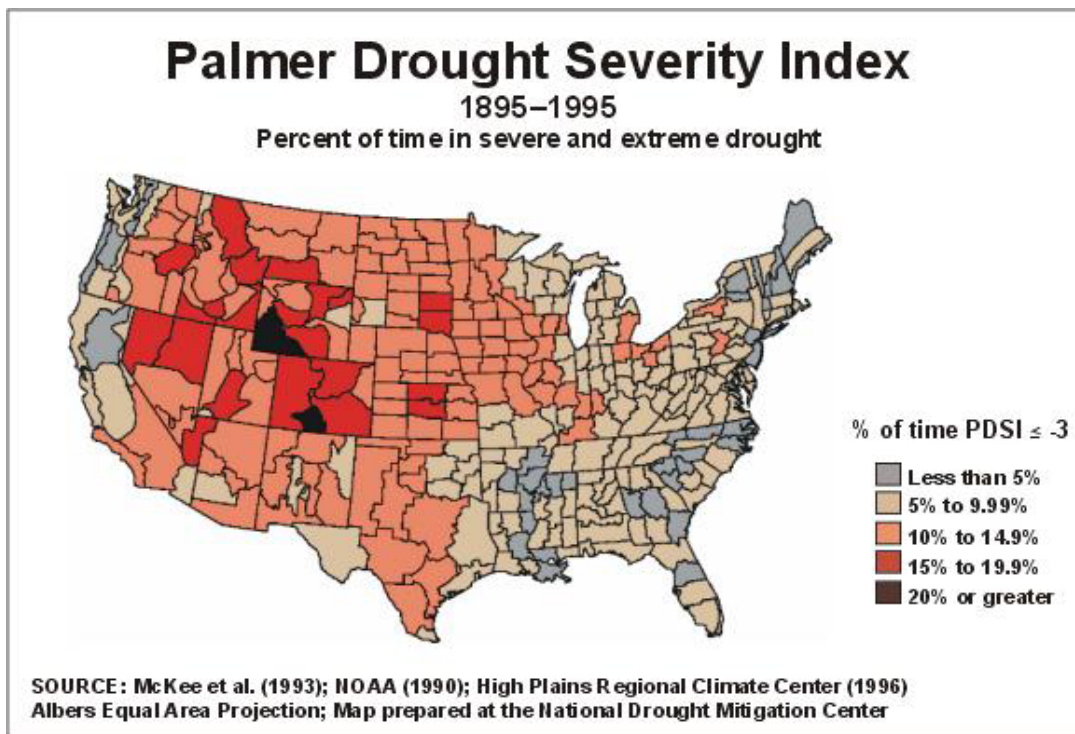 Palmer Drought Severity Index
1895–1995
Percent of time in severe and extreme drought
% of time PDSI ≤ -3
Less than 5%
5% to 9.99%
10% to 14.9%
15% to 19.9%
20% or greater
SOURCE: McKee et al. (1993); NOAA (1990); High Plains Regional Climate Center (1996)
Albers Equal Area Projection; Map prepared at the National Drought Mitigation Center